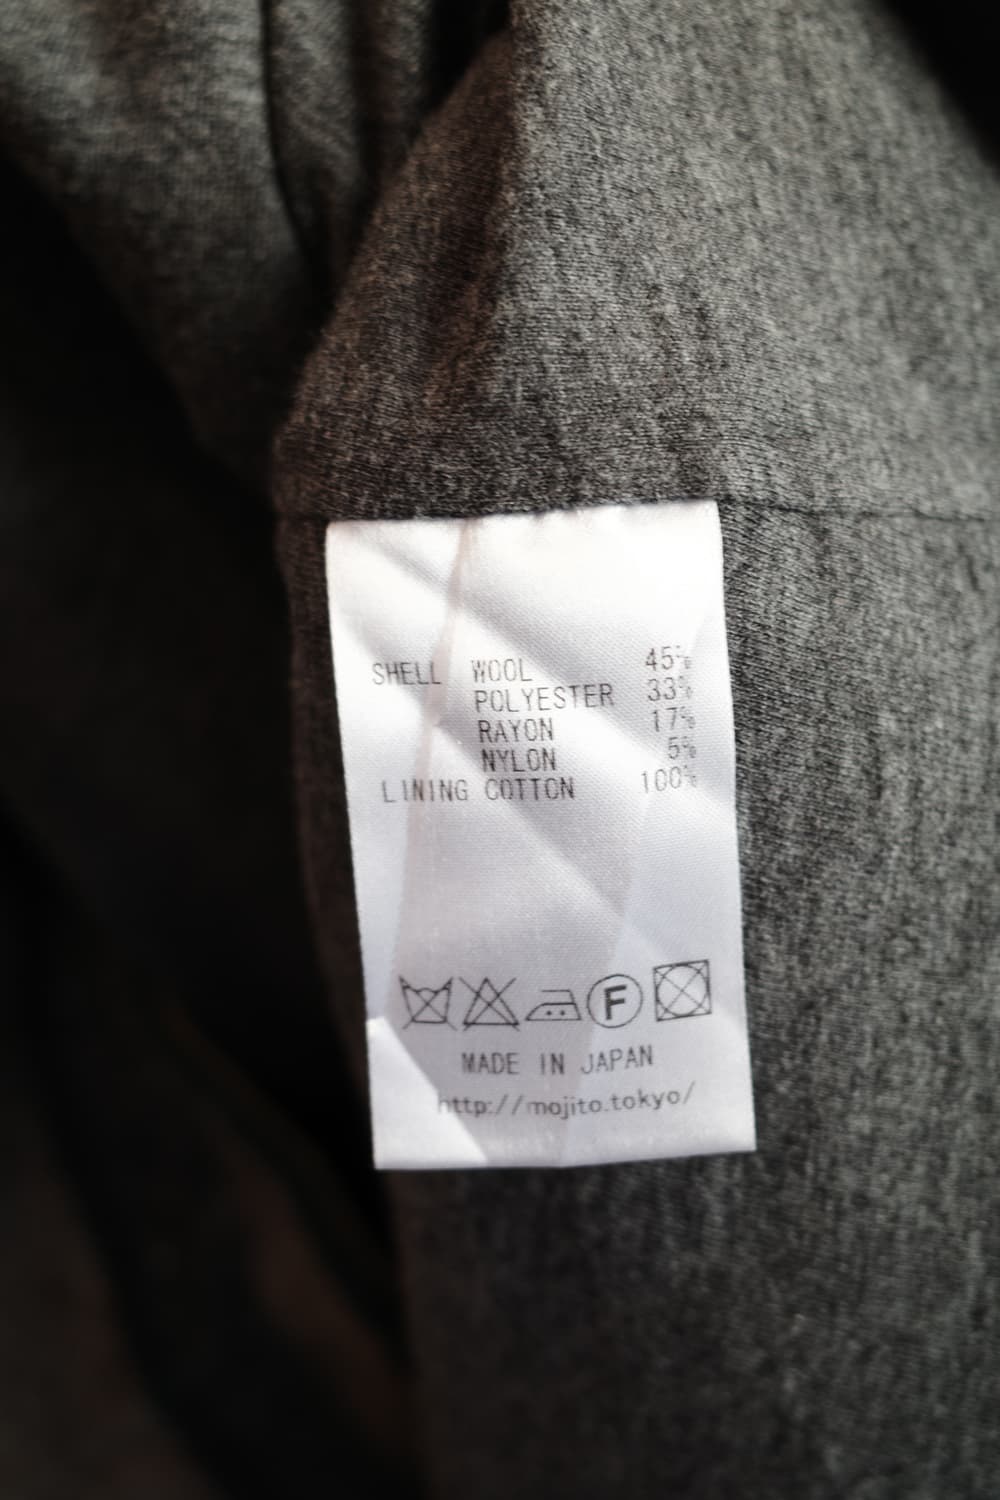 SHELL WOOL 45%
POLYESTER 33%
RAYON 17%
NYLON 5%
LINING COTTON 100%
F
MADE IN JAPAN
http://mojito.tokyo/